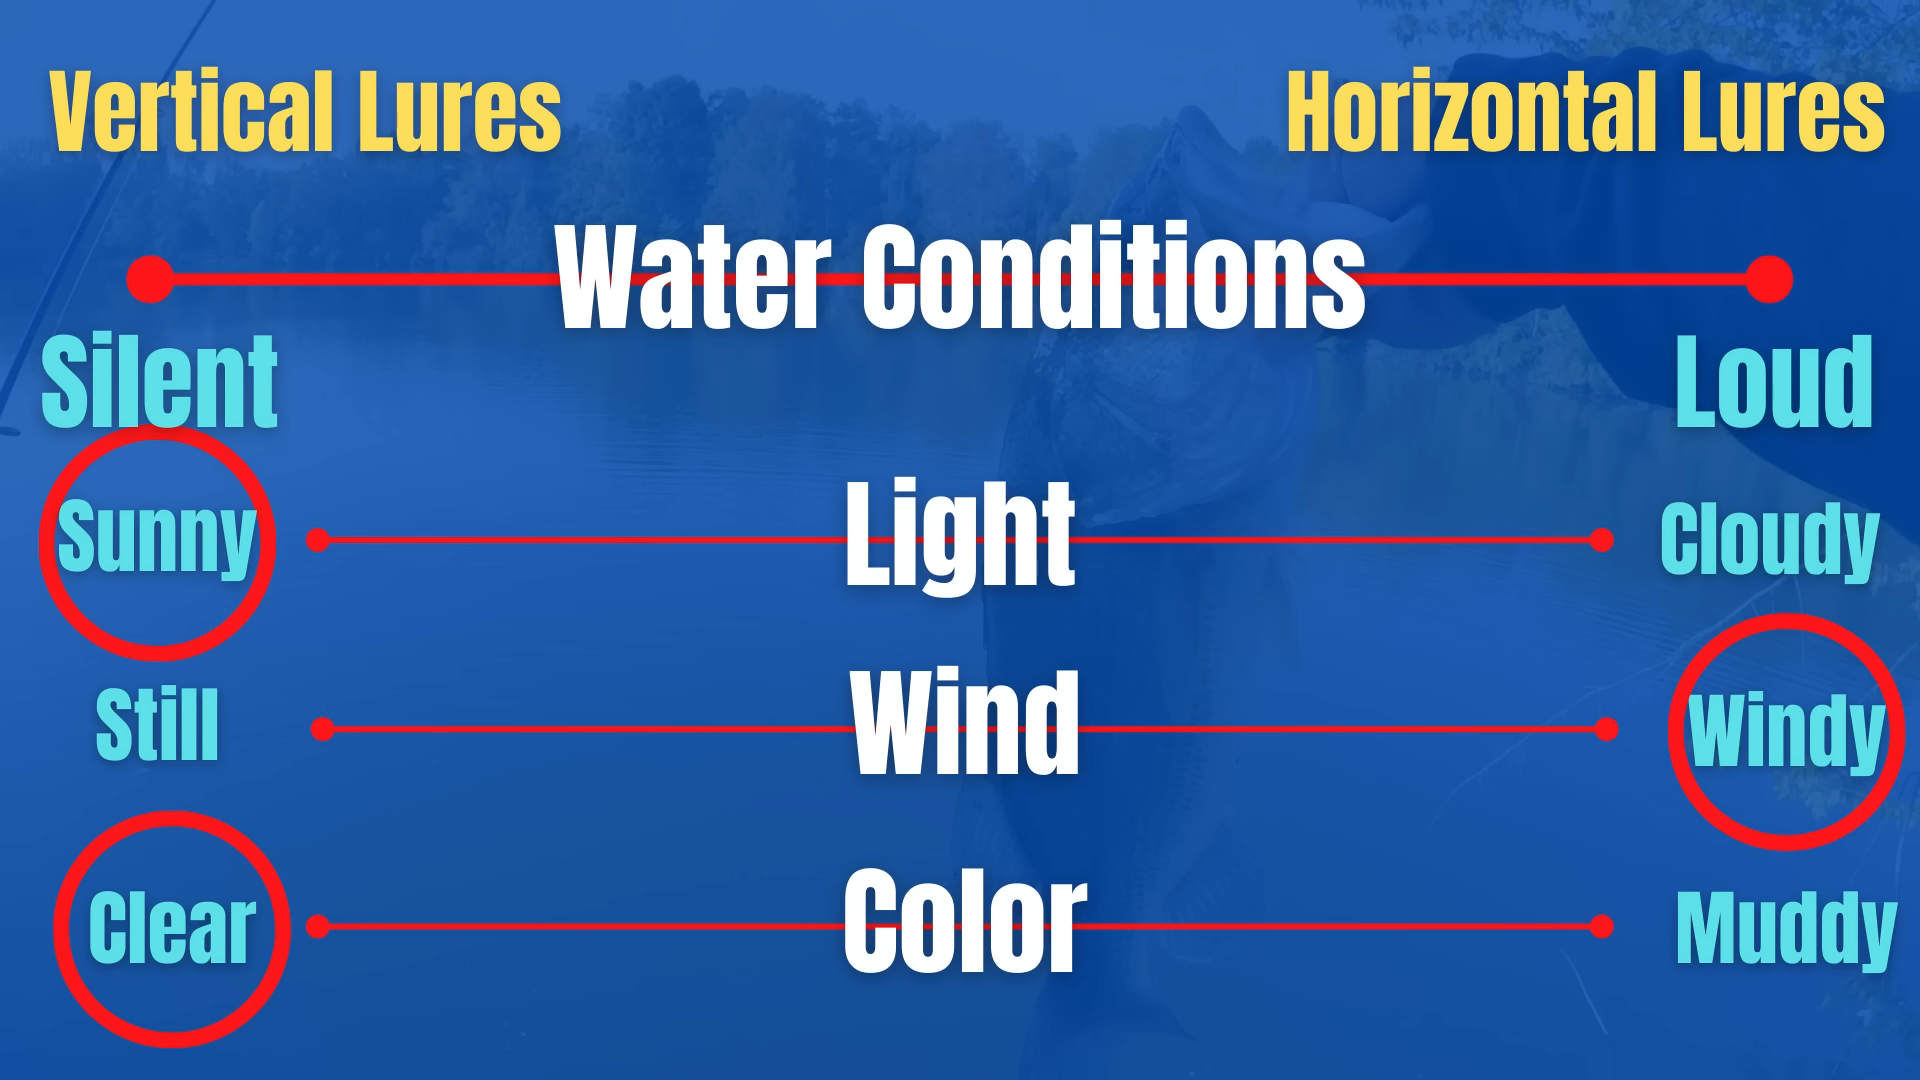 Vertical Lures
Horizontal Lures
Water Conditions
Silent
Loud
Sunny
Light
Cloudy
Still
Wind
Windy
Clear
Color
Muddy